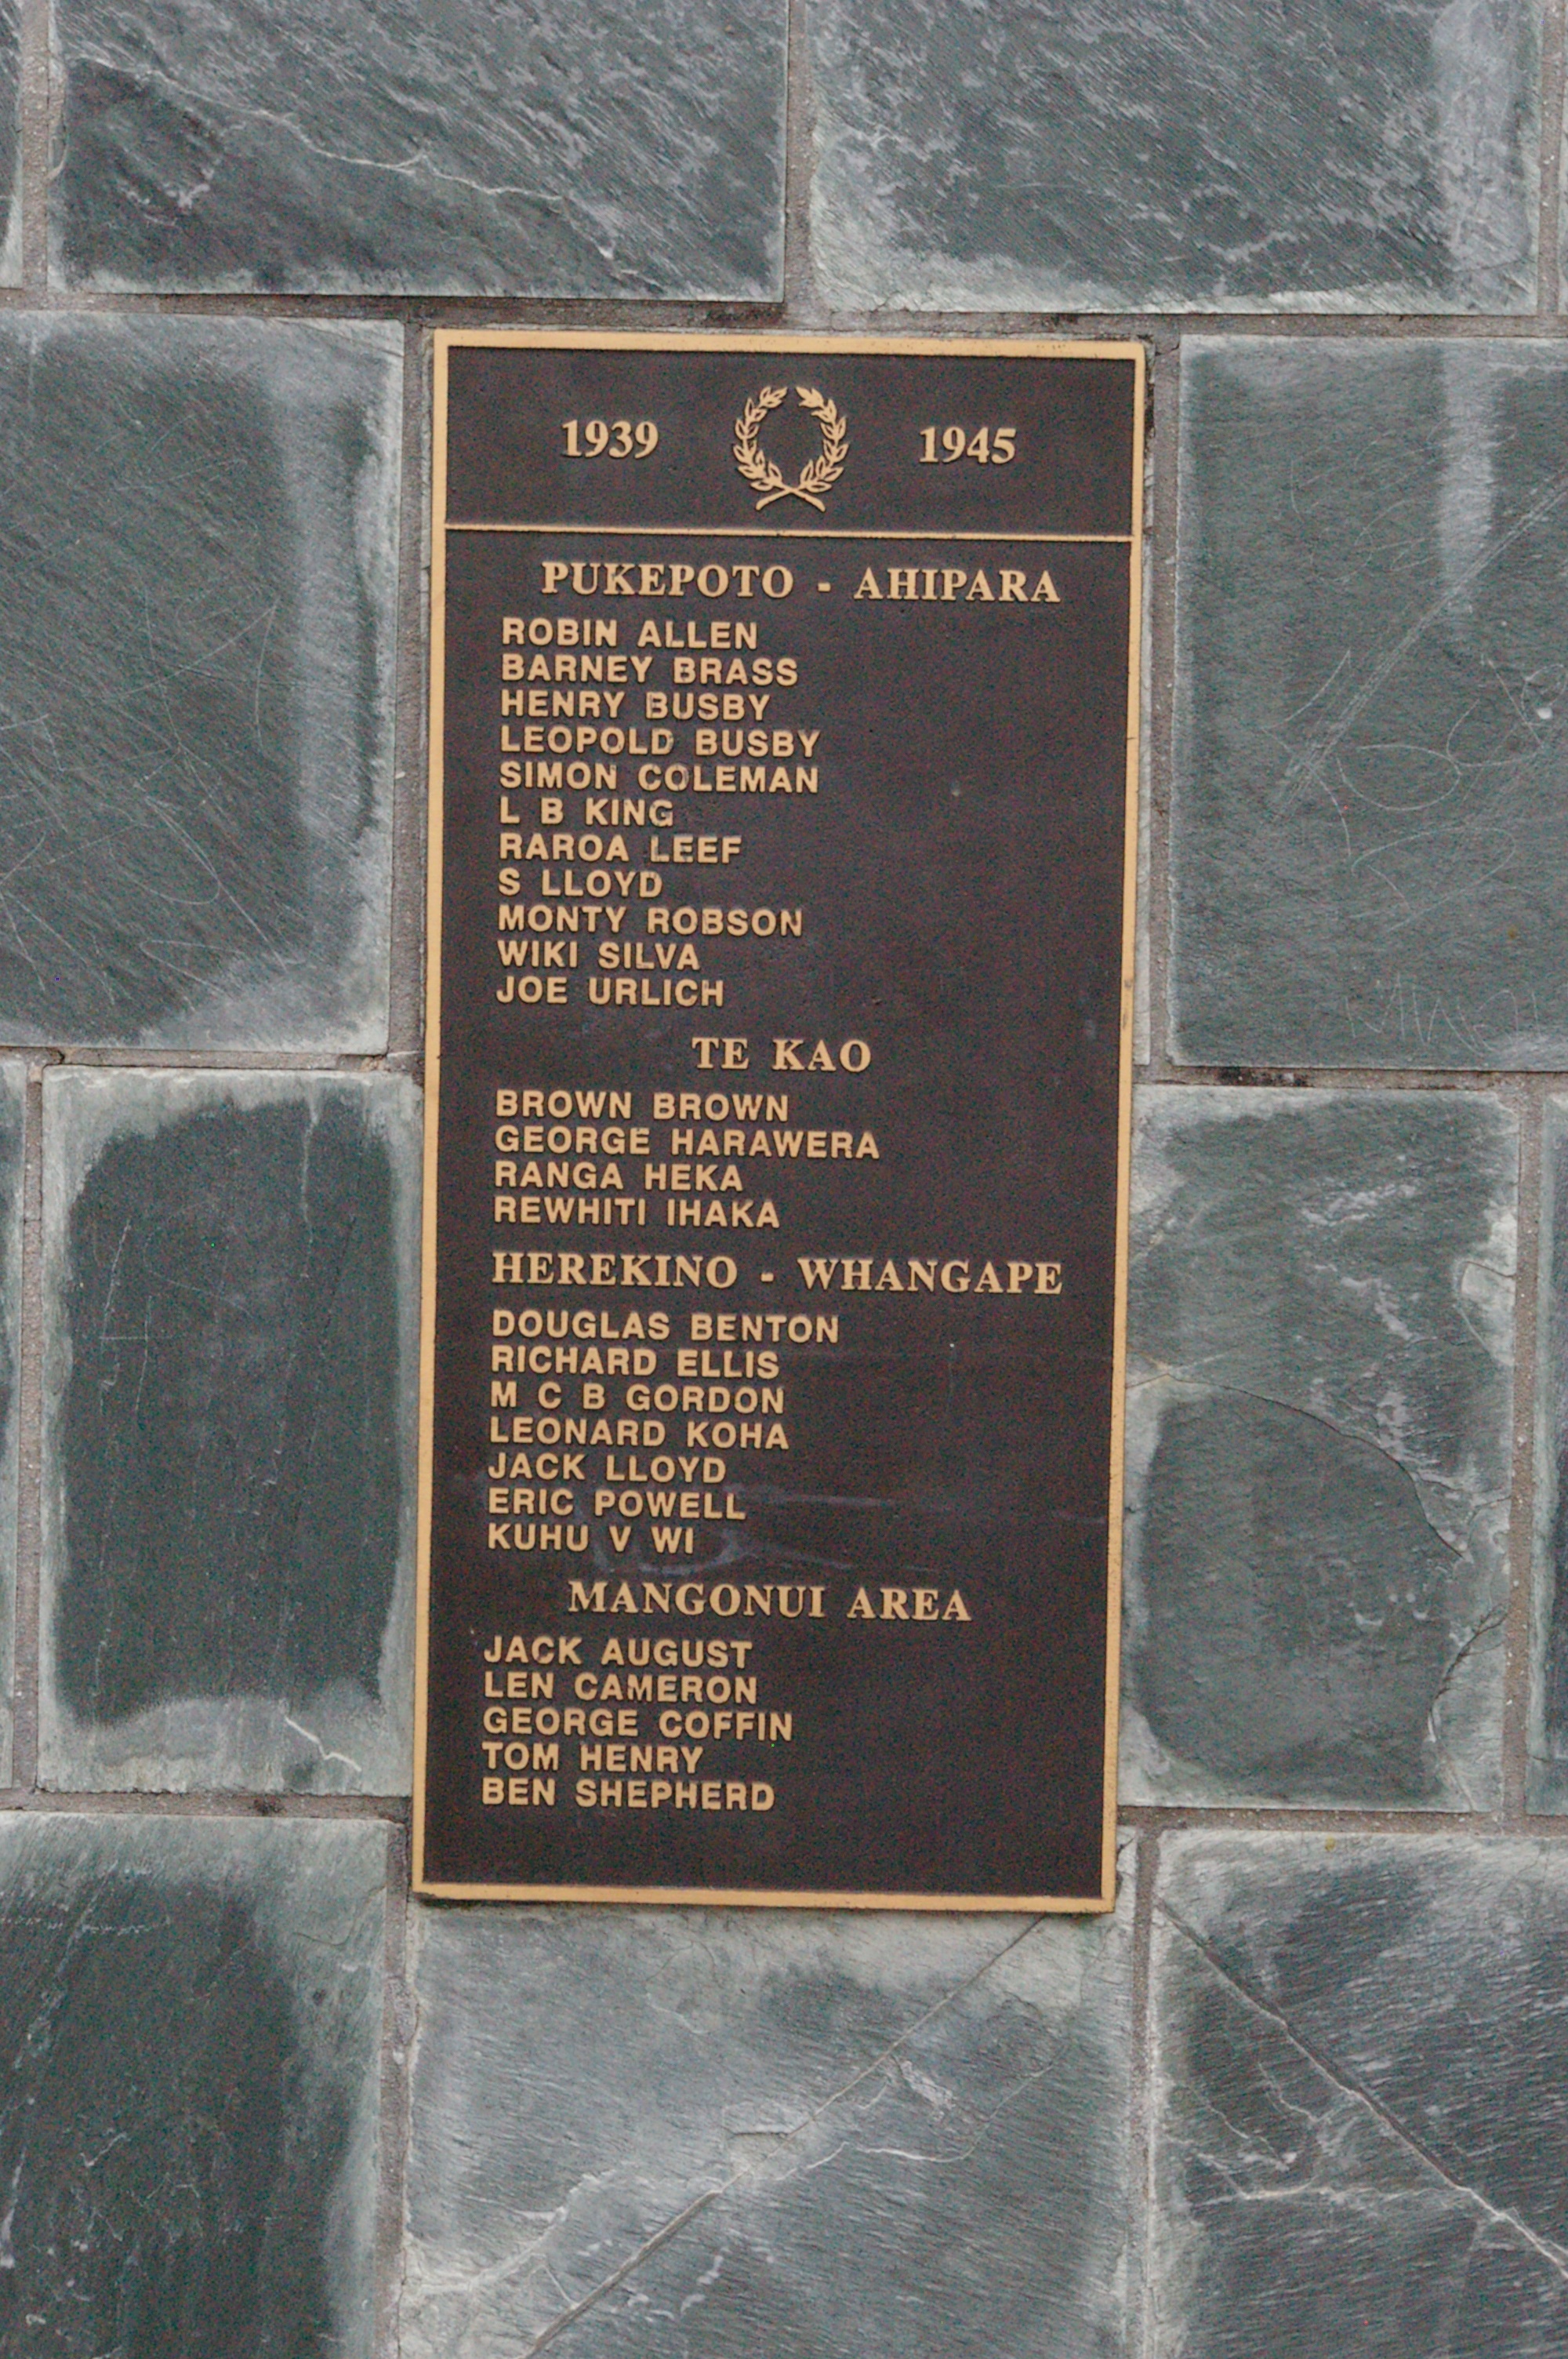 1939 1945
PUKEPOTO - AHIPARA
ROBIN ALLEN
BARNEY BRASS
HENRY BUSBY
LEOPOLD BUSBY
SIMON COLEMAN
L B KING
RAROA LEEF
S LLOYD
MONTY ROBSON
WIKI SILVA
JOE URLICH
TE KAO
BROWN BROWN
GEORGE HARAWERA
RANGA HEKA
REWHITI IHAKA
HEREKINO - WHANGAPE
DOUGLAS BENTON
RICHARD ELLIS
M C B GORDON
LEONARD KOHA
JACK LLOYD
ERIC POWELL
KUHU V WI
MANGONUI AREA
JACK AUGUST
LEN CAMERON
GEORGE COFFIN
TOM HENRY
BEN SHEPHERD